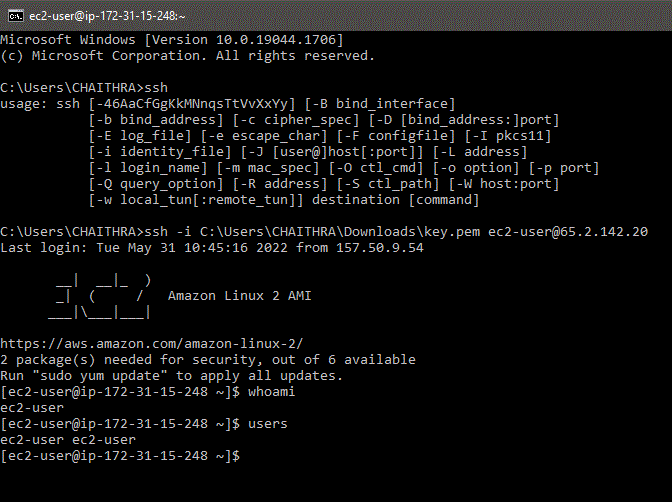 ec2-user@ip-172-31-15-248:~
Microsoft Windows [Version 10.0.19044.1706]
(c) Microsoft Corporation. All rights reserved.
C:\Users\CHAITHRA>ssh
usage: ssh [-46AaCfGgKkMNnqsTtVvXxYy] [-B bind_interface]
           [-b bind_address] [-c cipher_spec] [-D [bind_address:]port]
           [-E log_file] [-e escape_char] [-F configfile] [-I pkcs11]
           [-i identity_file] [-J [user@]host[:port]] [-L address]
           [-l login_name] [-m mac_spec] [-O ctl_cmd] [-o option] [-p port]
           [-Q query_option] [-R address] [-S ctl_path] [-W host:port]
           [-w local_tun[:remote_tun]] destination [command]
C:\Users\CHAITHRA>ssh -i C:\Users\CHAITHRA\Downloads\key.pem ec2-user@65.2.142.20
Last login: Tue May 31 10:45:16 2022 from 157.50.9.54
       __|  __|_  )
       _|  (     /   Amazon Linux 2 AMI
      ___|\___|___|
https://aws.amazon.com/amazon-linux-2/
2 package(s) needed for security, out of 6 available
Run "sudo yum update" to apply all updates.
[ec2-user@ip-172-31-15-248 ~]$ whoami
ec2-user
[ec2-user@ip-172-31-15-248 ~]$ users
ec2-user ec2-user
[ec2-user@ip-172-31-15-248 ~]$